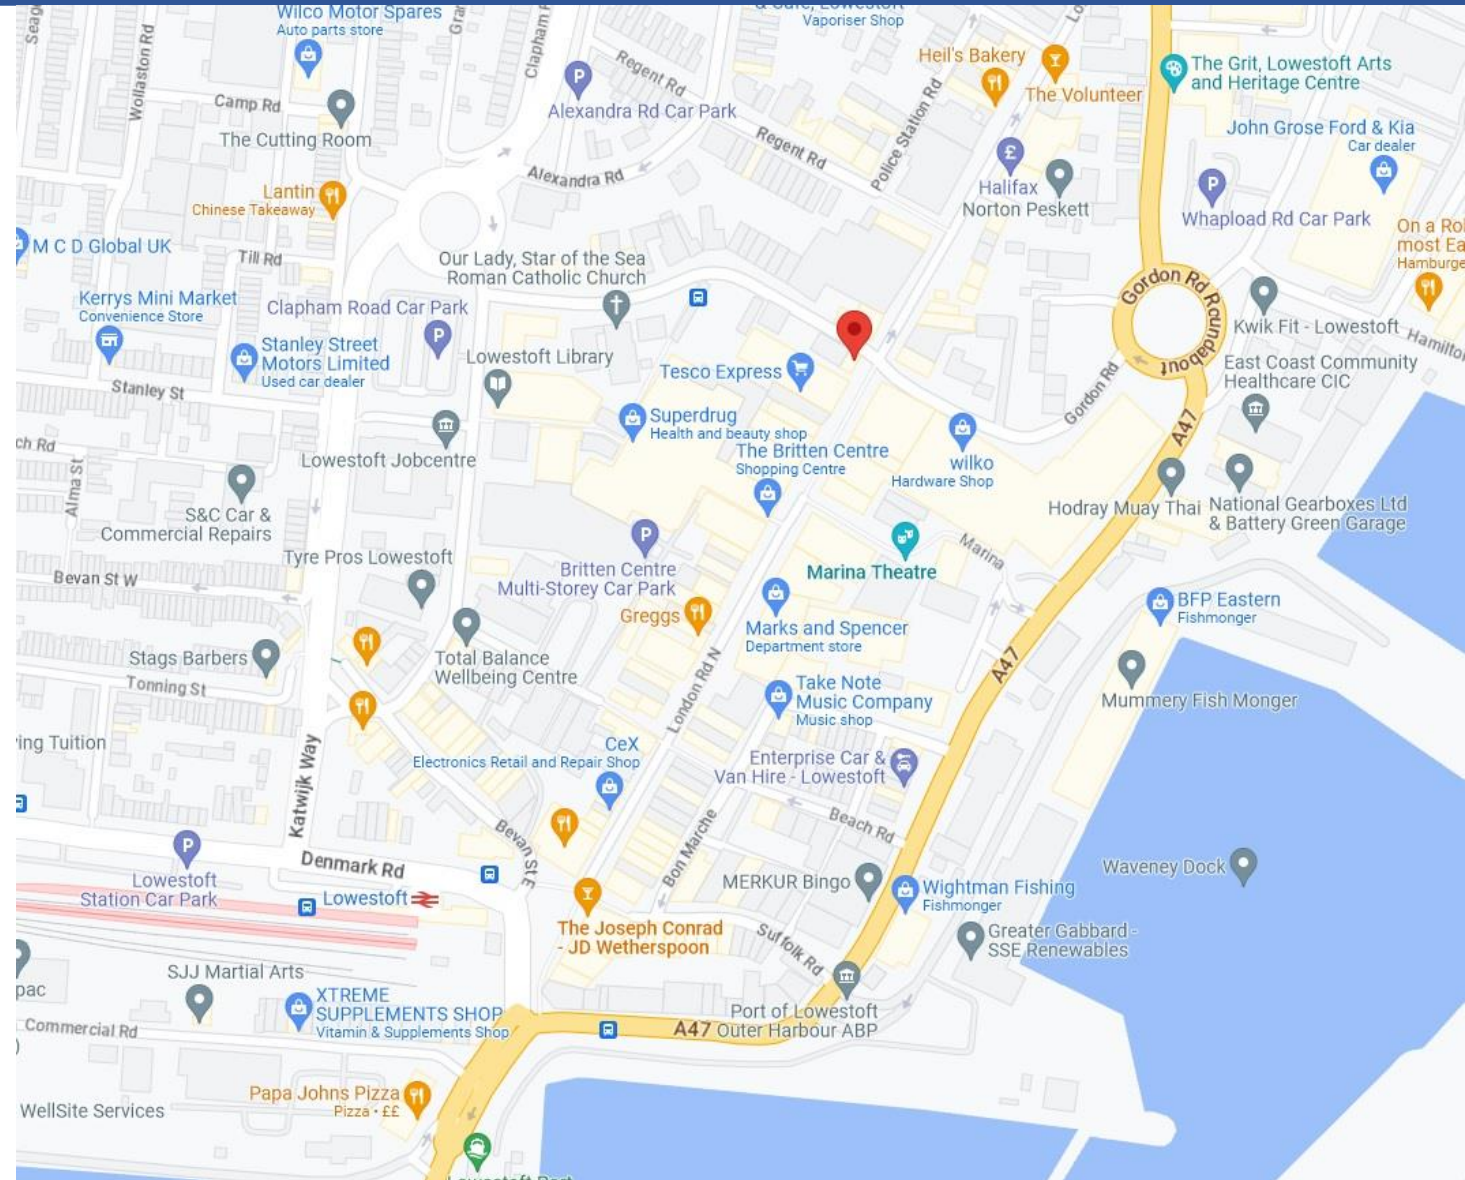 Wilco Motor Spares
Auto parts store
Vaporiser Shop
Wollaston Rd
Regent Rd
Heil's Bakery
The Volunteer
The Grit, Lowestoft Arts
and Heritage Centre
Camp Rd
The Cutting Room
Alexandra Rd Car Park
Regent Rd
Police Station Rd
John Grose Ford & Kia
Car dealer
Alexandra Rd
Halifax
Norton Peskett
Lantin
Chinese Takeaway
Whapload Rd Car Park
M C D Global UK
Till Rd
Our Lady, Star of the Sea
Roman Catholic Church
Gordon Rd Roundabout
Kerrys Mini Market
Convenience Store
Clapham Road Car Park
Kwik Fit - Lowestoft
Stanley Street
Motors Limited
Used car dealer
Lowestoft Library
Tesco Express
East Coast Community
Healthcare CIC
Stanley St
Gordon Rd
A47
Superdrug
Health and beauty shop
The Britten Centre
Shopping Centre
wilko
Hardware Shop
Lowestoft Jobcentre
Alma St
S&C Car &
Commercial Repairs
Hodray Muay Thai
National Gearboxes Ltd
& Battery Green Garage
Tyre Pros Lowestoft
Britten Centre
Multi-Storey Car Park
Marina Theatre
Marina
Bevan St W
Greggs
Marks and Spencer
Department store
BFP Eastern
Fishmonger
Stags Barbers
Tonning St
Total Balance
Wellbeing Centre
London Rd N
Take Note
Music Company
Music shop
A47
Mummery Fish Monger
Katwijk Way
CeX
Electronics Retail and Repair Shop
Enterprise Car &
Van Hire - Lowestoft
Beach Rd
Bevan St E
Bon Marche
Denmark Rd
Lowestoft
Station Car Park
Lowestoft
MERKUR Bingo
Wightman Fishing
Fishmonger
Waveney Dock
The Joseph Conrad
- JD Wetherspoon
Suffolk Rd
Greater Gabbard -
SSE Renewables
SJJ Martial Arts
XTREME
SUPPLEMENTS SHOP
Vitamin & Supplements Shop
Commercial Rd
A47
Port of Lowestoft
Outer Harbour ABP
Papa Johns Pizza
Pizza • ££
WellSite Services